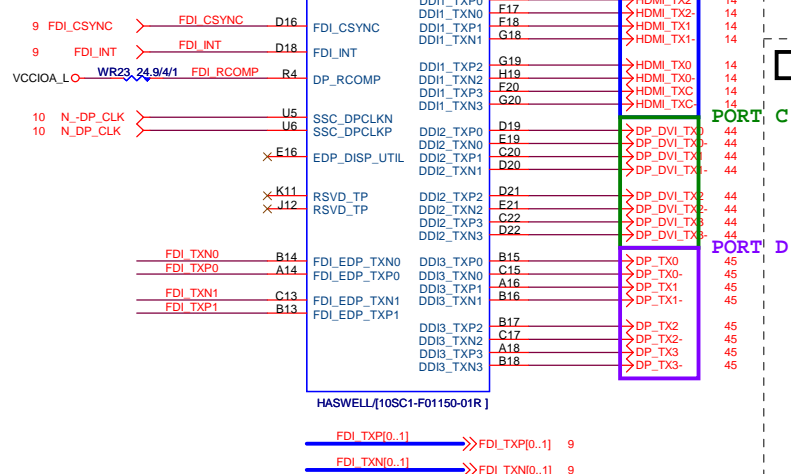 DDI1_TXP0 HDMI_TX2 14
DDI1_TXN0 F17 HDMI_TX2- 14
9 FDI_CSYNC FDI_CSYNC D16 FDI_CSYNC DDI1_TXP1 F18 HDMI_TX1 14
DDI1_TXN1 G18 HDMI_TX1- 14
9 FDI_INT FDI_INT D18 FDI_INT
DDI1_TXP2 G19 HDMI_TX0 14
VCCIOA_L WR23 24.9/4/1 FDI_RCOMP R4 DP_RCOMP DDI1_TXN2 H19 HDMI_TX0- 14
DDI1_TXP3 F20 HDMI_TXC 14
DDI1_TXN3 G20 HDMI_TXC- 14
PORT C
10 N_-DP_CLK U5 SSC_DPCLKN
10 N_DP_CLK U6 SSC_DPCLKP DDI2_TXP0 D19 DP_DVI_TX0 44
DDI2_TXN0 E19 DP_DVI_TX0- 44
E16 EDP_DISP_UTIL DDI2_TXP1 C20 DP_DVI_TX1 44
DDI2_TXN1 D20 DP_DVI_TX1- 44
K11 RSVD_TP DDI2_TXP2 D21 DP_DVI_TX2 44
J12 RSVD_TP DDI2_TXN2 E21 DP_DVI_TX2- 44
DDI2_TXP3 C22 DP_DVI_TX3 44
DDI2_TXN3 D22 DP_DVI_TX3- 44
PORT D
FDI_TXN0 B14 FDI_EDP_TXN0 DDI3_TXP0 B15 DP_TX0 45
FDI_TXP0 A14 FDI_EDP_TXP0 DDI3_TXN0 C15 DP_TX0- 45
DDI3_TXP1 A16 DP_TX1 45
FDI_TXN1 C13 FDI_EDP_TXN1 DDI3_TXN1 B16 DP_TX1- 45
FDI_TXP1 B13 FDI_EDP_TXP1
DDI3_TXP2 B17 DP_TX2 45
DDI3_TXN2 C17 DP_TX2- 45
DDI3_TXP3 A18 DP_TX3 45
DDI3_TXN3 B18 DP_TX3- 45
HASWELL/[10SC1-F01150-01R ]
FDI_TXP[0..1] FDI_TXP[0..1] 9
FDI_TXN[0..1] FDI_TXN[0..1] 9